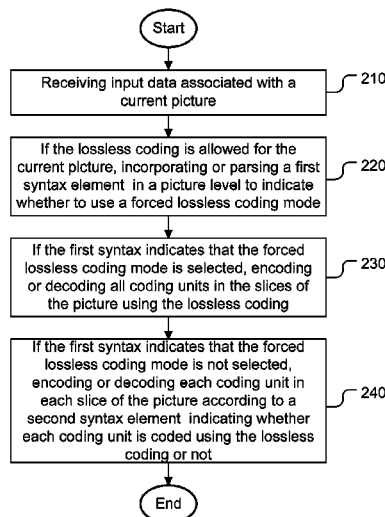 Start
Receiving input data associated with a
current picture
210
If the lossless coding is allowed for the
current picture, incorporating or parsing a first
syntax element in a picture level to indicate
whether to use a forced lossless coding mode
220
If the first syntax indicates that the forced
lossless coding mode is selected, encoding
or decoding all coding units in the slices of
the picture using the lossless coding
230
If the first syntax indicates that the forced
lossless coding mode is not selected,
encoding or decoding each coding unit in
each slice of the picture according to a
second syntax element indicating whether
each coding unit is coded using the lossless
coding or not
240
End